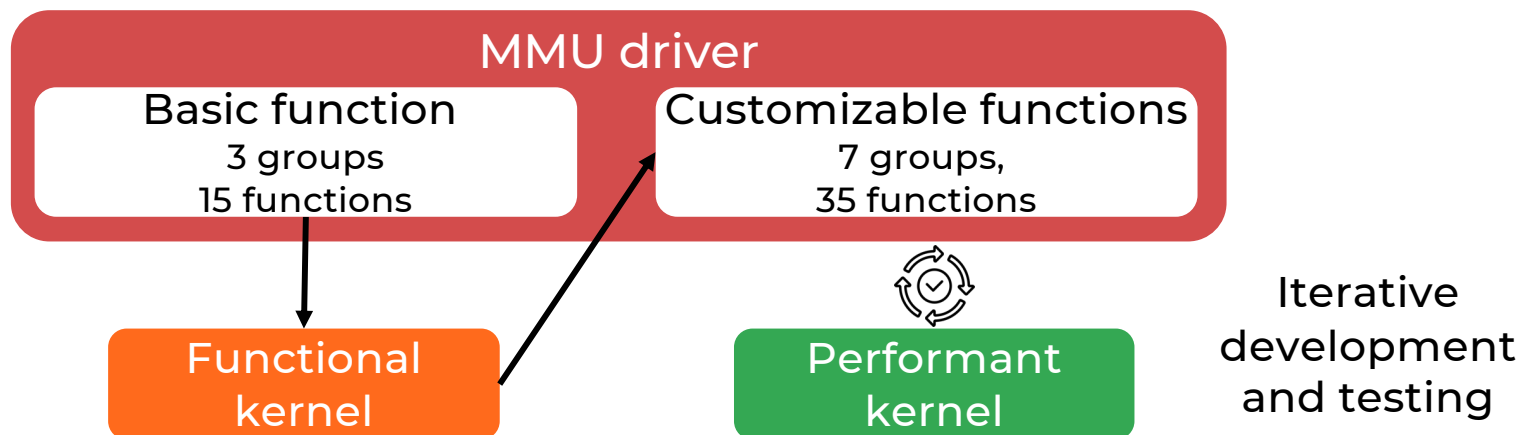 MMU driver
Basic function
3 groups
15 functions
Customizable functions
7 groups,
35 functions
Functional
kernel
Performant
kernel
Iterative
development
and testing